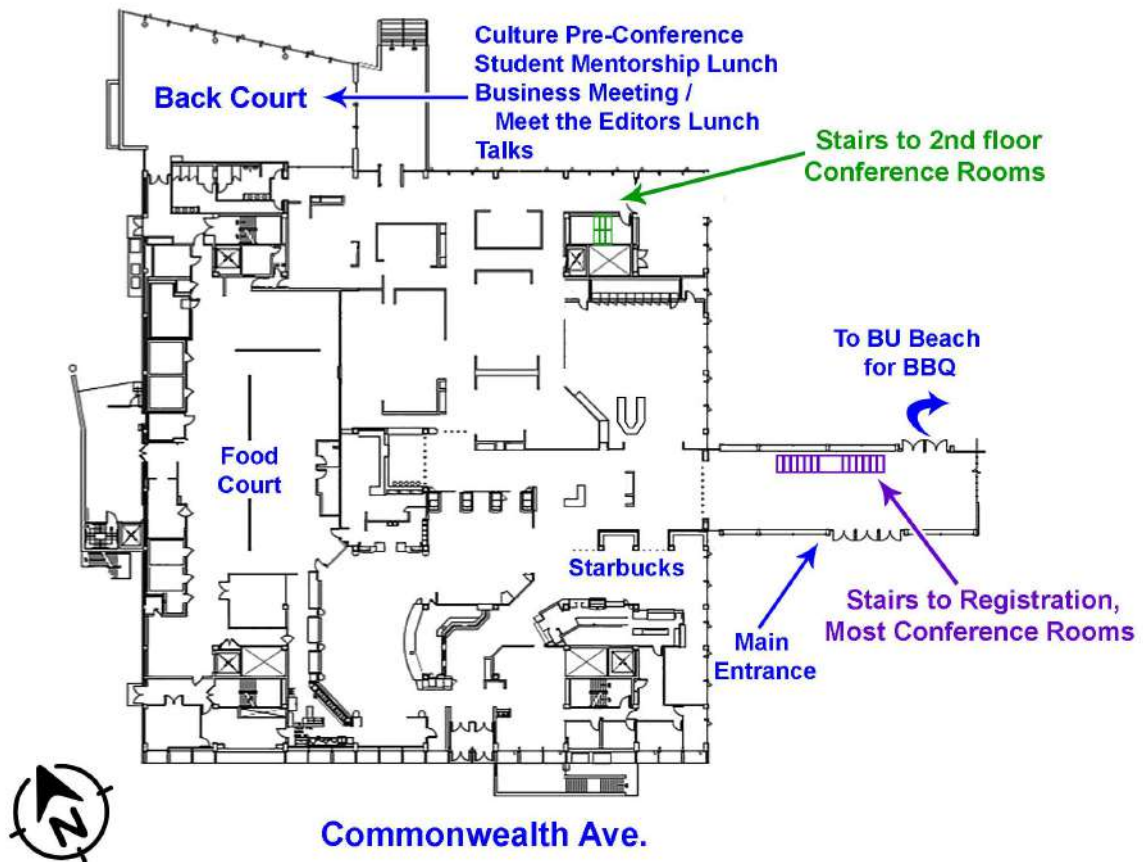 Culture Pre-Conference
Student Mentorship Lunch
Business Meeting /
Meet the Editors Lunch
Talks
Back Court
Stairs to 2nd floor
Conference Rooms
To BU Beach
for BBQ
Food
Court
Starbucks
Stairs to Registration,
Most Conference Rooms
Main
Entrance
N
Commonwealth Ave.